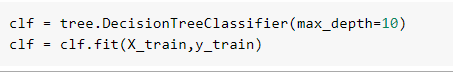 clf = tree.DecisionTreeClassifier(max_depth=10)
clf = clf.fit(X_train,y_train)